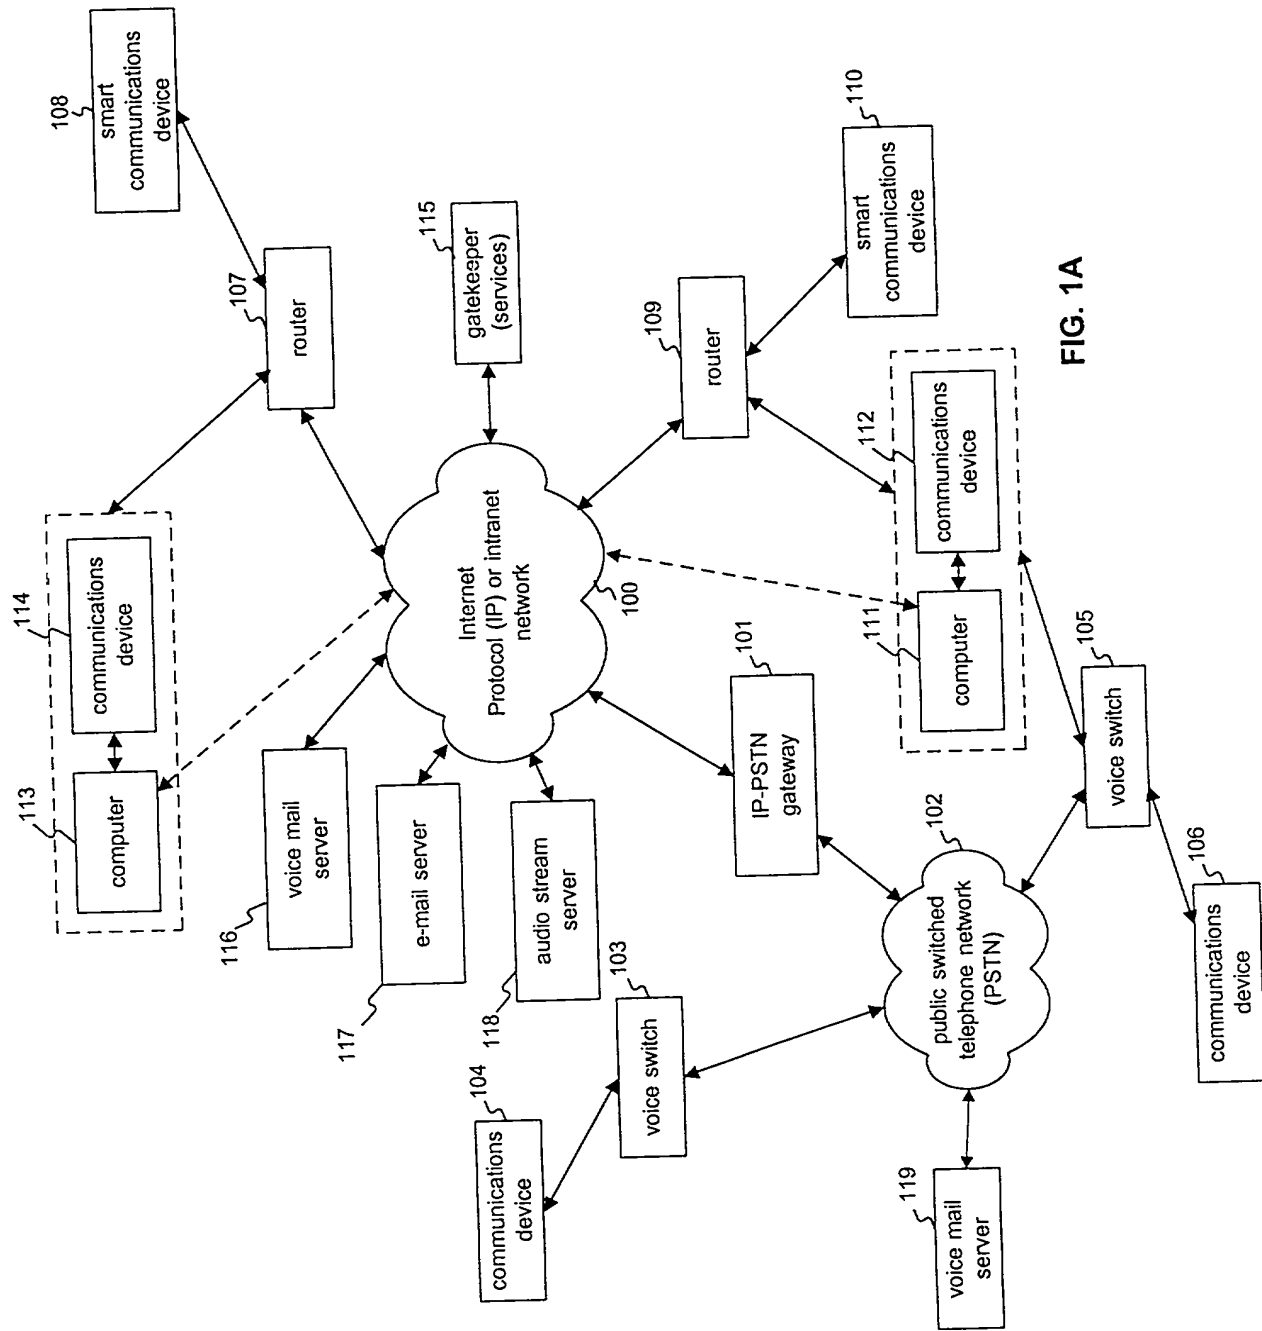 108
smart
communications
device
114
communications
device
113
computer
107
router
115
gatekeeper
(services)
116
voice mail
server
117
e-mail server
118
audio stream
server
Internet
Protocol (IP) or intranet
network
100
109
router
110
smart
communications
device
112
communications
device
111
computer
101
IP-PSTN
gateway
104
communications
device
103
voice switch
102
public switched
telephone network
(PSTN)
105
voice switch
106
communications
device
119
voice mail
server
FIG. 1A